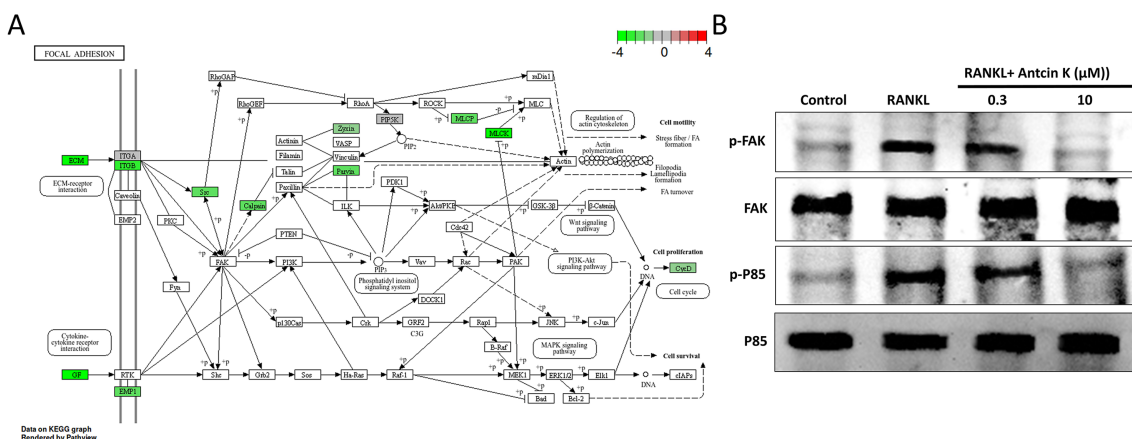 A
B
FOCAL ADHESION
-4 0 4
RhoGAP
mDia1
RhoGEF
RhoA
ROCK
MLC
+p
-p
MLCP
PIP5K
MLCK
PIP2
Regulation of
actin cytoskeleton
Cell motility
Stress fiber / FA
formation
Actin
polymerization
Actin
Filopodia
Lamellipodia
formation
FA turnover
Zyxin
Actinin
VASP
Filamin
Vinculin
Talin
Parvin
Paxillin
ECM
ITGA
ITGB
ECM-receptor
interaction
Src
Calpain
Caveolin
PKC
EMP2
PDK1
ILK
Akt/PKB
GSK-3β
β-Catenin
Wnt signaling
pathway
PTEN
Cdc42
FAK
PI3K
PIP3
Vav
Rac
PAK
PI3K-Akt
signaling pathway
Cell proliferation
DNA
CycD
Cell cycle
Phosphatidyl inositol
signaling system
Fyn
DOCK1
p130Cas
Crk
GRF2
C3G
Rap1
JNK
c-Jun
B-Raf
MAPK signaling
pathway
Cell survival
Cytokine-
cytokine receptor
interaction
GF
RTK
Shc
Grb2
Sos
Ha-Ras
Raf-1
MEK1
ERK1/2
Elk1
DNA
cIAPs
EMP1
Bad
Bcl-2
Data on KEGG graph
Rendered by Pathview
RANKL+ Antcin K (μM))
Control RANKL 0.3 10
p-FAK
FAK
p-P85
P85